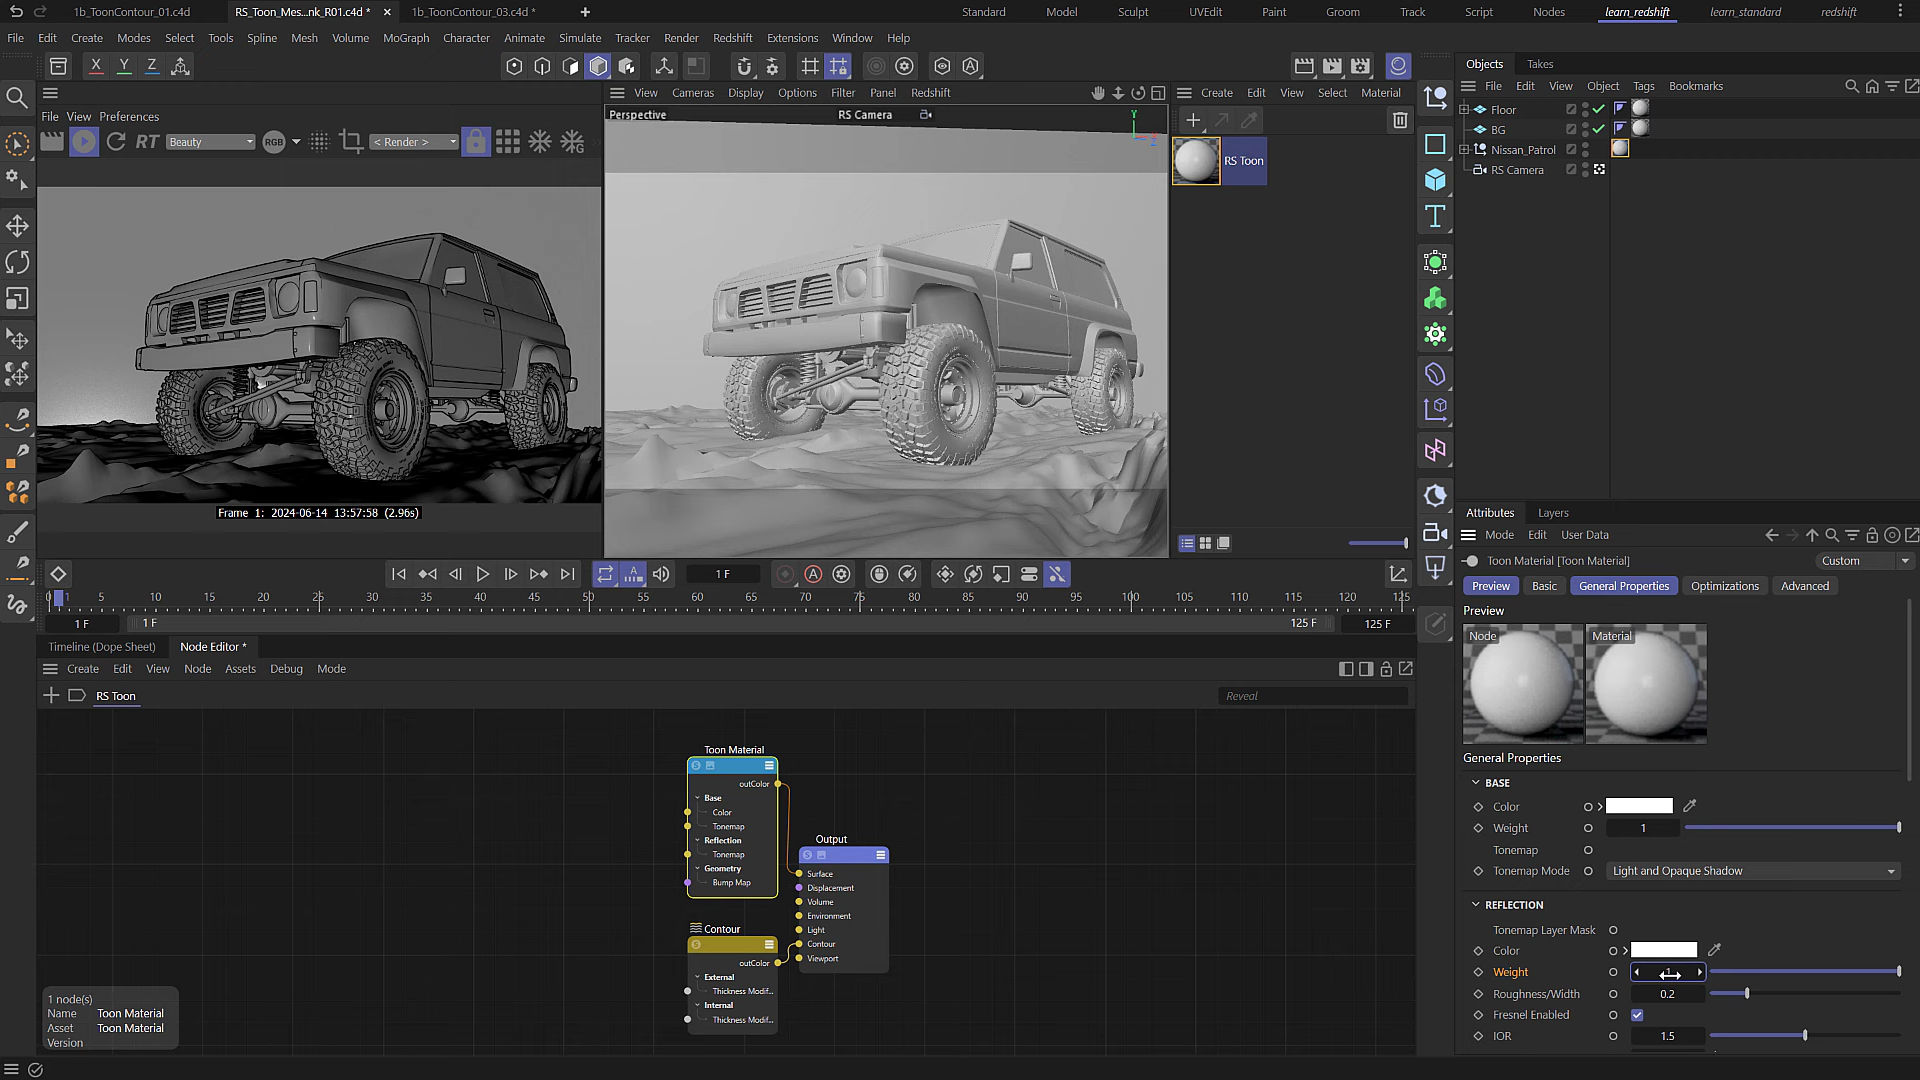 1b_ToonContour_01.c4d
RS_Toon_Mes...nk_R01.c4d *
1b_ToonContour_03.c4d *
Standard
Model
Sculpt
UVEdit
Paint
Groom
Track
Script
Nodes
learn_redshift
learn_standard
redshift
File Edit Create Modes Select Tools Spline Mesh Volume MoGraph Character Animate Simulate Tracker Render Redshift Extensions Window Help
X Y Z
File View Preferences
RT
Beauty
RGB
< Render >
Frame 1: 2024-06-14 13:57:58 (2.96s)
View Cameras Display Options Filter Panel Redshift
Perspective
RS Camera
Y
Z
Create Edit View Select Material
RS Toon
Objects Takes
File Edit View Object Tags Bookmarks
Floor
BG
Nissan_Patrol
RS Camera
1 F
0 1 5 10 15 20 25 30 35 40 45 50 55 60 65 70 75 80 85 90 95 100 105 110 115 120 125
1 F
1 F
125 F
125 F
Timeline (Dope Sheet)
Node Editor *
Create Edit View Node Assets Debug Mode
RS Toon
Reveal
Toon Material
outColor
Base
Color
Tonemap
Reflection
Tonemap
Geometry
Bump Map
Output
Surface
Displacement
Volume
Environment
Light
Contour
Viewport
Contour
outColor
External
Thickness Modif...
Internal
Thickness Modif...
1 node(s)
Name Toon Material
Asset Toon Material
Version
Attributes Layers
Mode Edit User Data
Toon Material [Toon Material]
Custom
Preview Basic General Properties Optimizations Advanced
Preview
Node
Material
General Properties
BASE
Color
Weight 1
Tonemap
Tonemap Mode Light and Opaque Shadow
REFLECTION
Tonemap Layer Mask
Color
Weight
Roughness/Width 0.2
Fresnel Enabled
IOR 1.5